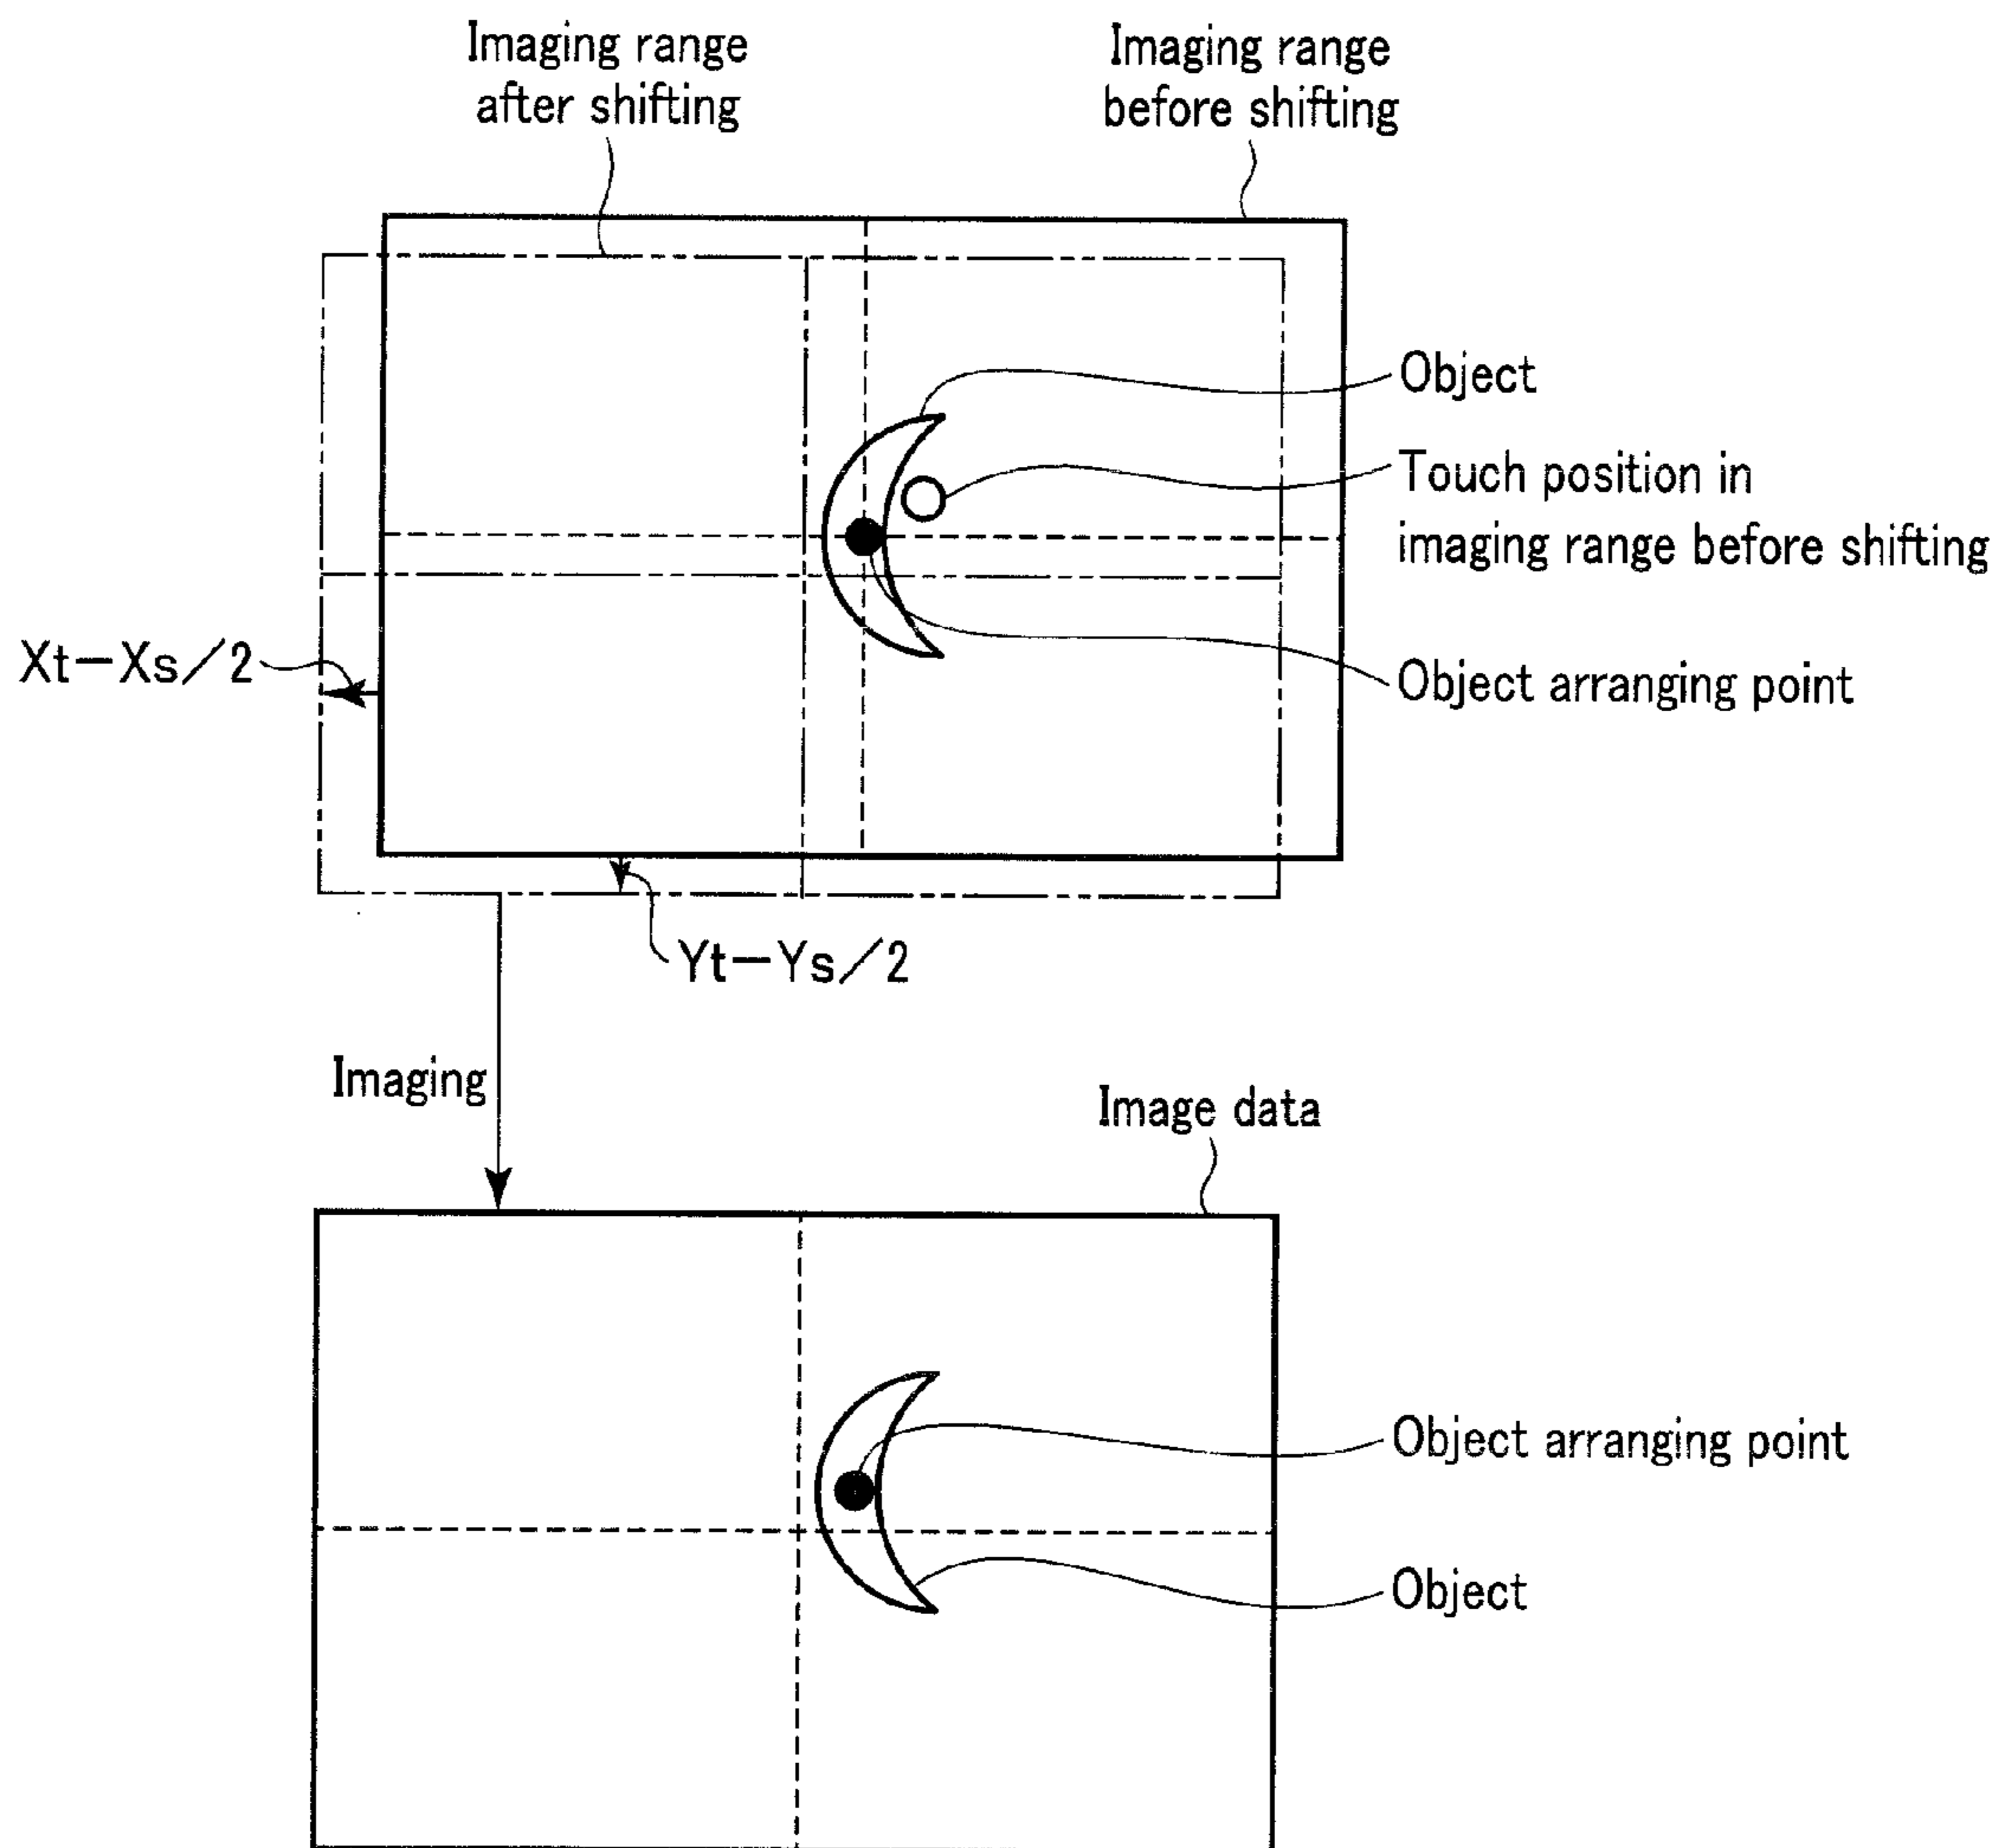 Imaging range
after shifting
Imaging range
before shifting
Object
Touch position in
imaging range before shifting
Xt−Xs/2
Object arranging point
Yt−Ys/2
Imaging
Image data
Object arranging point
Object